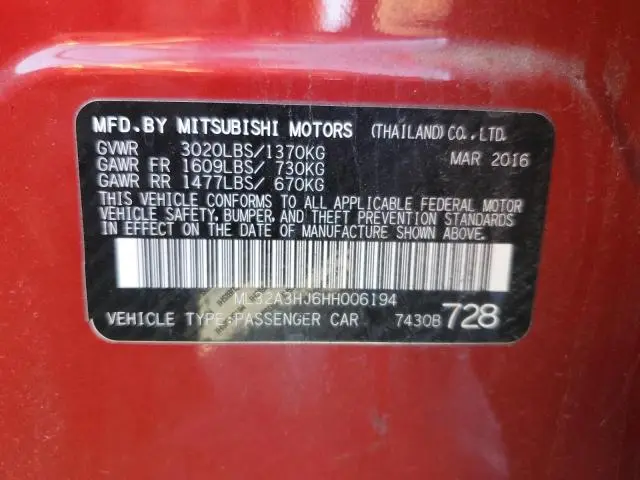 MFD.BY MITSUBISHI MOTORS (THAILAND) CO.,LTD.
GVWR 3020LBS/1370KG MAR 2016
GAWR FR 1609LBS/ 730KG
GAWR RR 1477LBS/ 670KG
THIS VEHICLE CONFORMS TO ALL APPLICABLE FEDERAL MOTOR
VEHICLE SAFETY, BUMPER, AND THEFT PREVENTION STANDARDS
IN EFFECT ON THE DATE OF MANUFACTURE SHOWN ABOVE.
ML32A3HJ6HH006194
VEHICLE TYPE:PASSENGER CAR 7430B 728